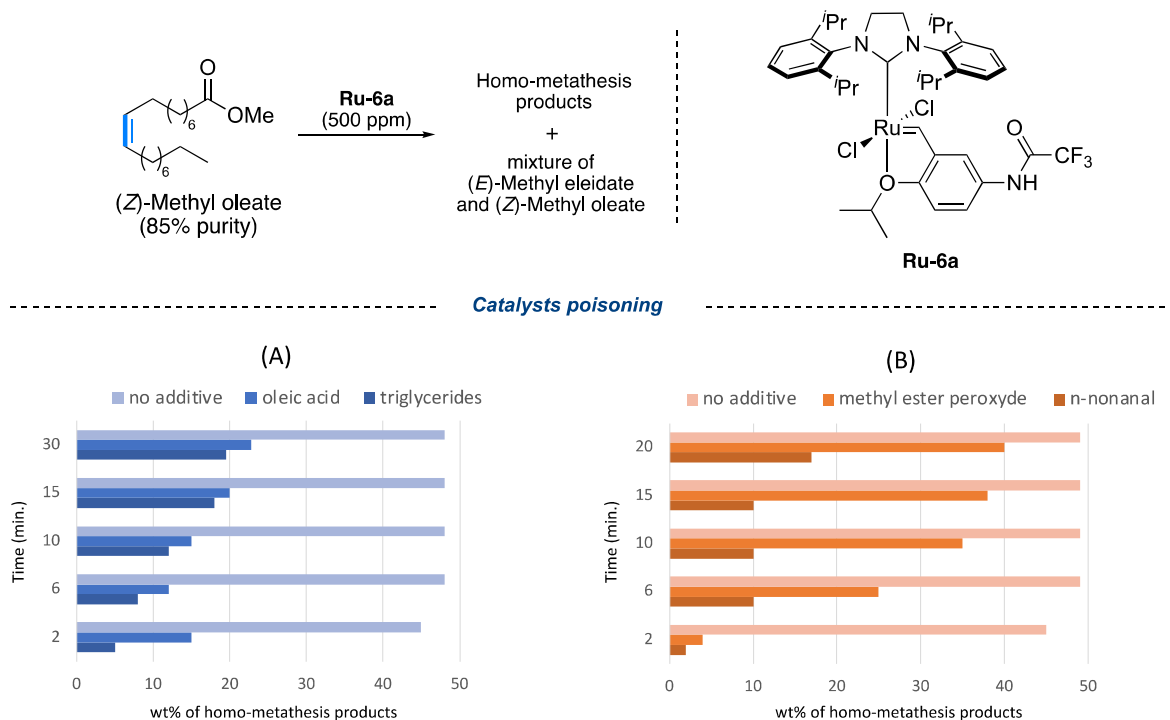 O
OMe
6
6
(Z)-Methyl oleate
(85% purity)
Ru-6a
(500 ppm)
Homo-metathesis
products
+
mixture of
(E)-Methyl eleidate
and (Z)-Methyl oleate
iPr
iPr
N
N
iPr
iPr
Cl
Ru
Cl
O
O
CF3
NH
Ru-6a
Catalysts poisoning
(A)
no additive oleic acid triglycerides
30
15
10
6
2
Time (min.)
0 10 20 30 40 50
wt% of homo-metathesis products
(B)
no additive methyl ester peroxyde n-nonanal
20
15
10
6
2
Time (min.)
0 10 20 30 40 50
wt% of homo-metathesis products